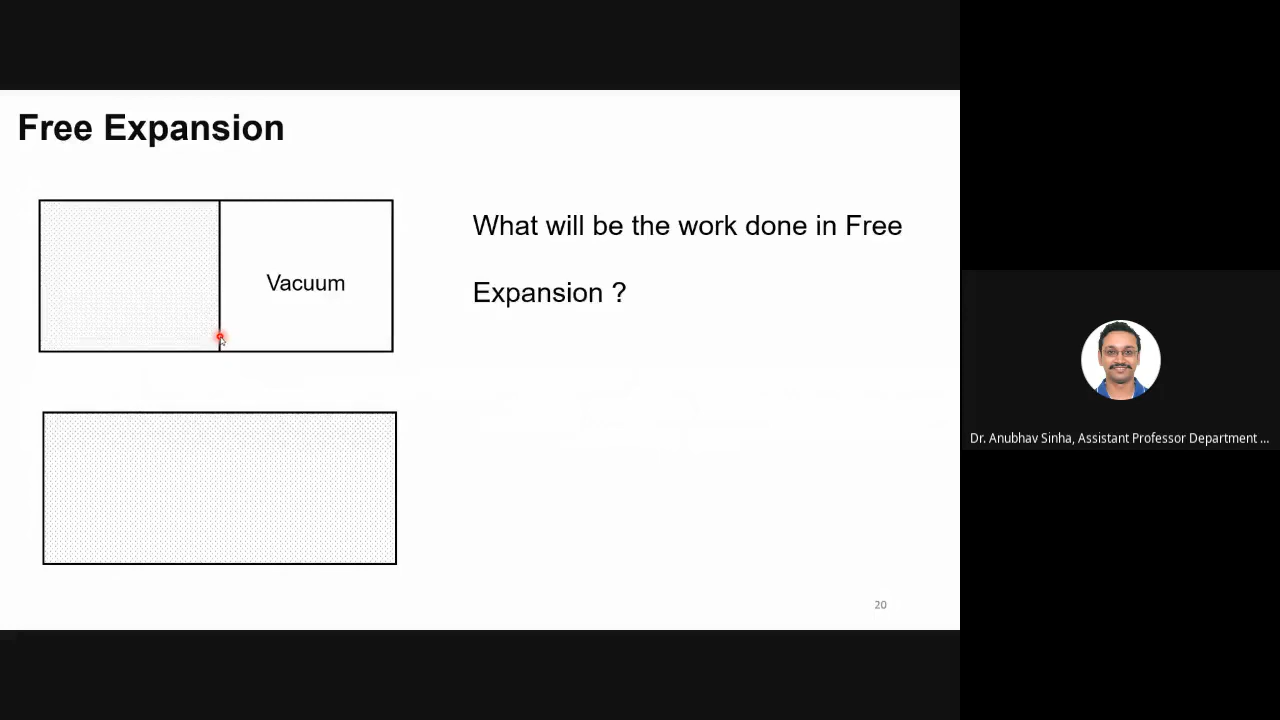 Free Expansion
What will be the work done in Free
Vacuum
Expansion ?
Dr. Anubhav Sinha, Assistant Professor Department ...
20